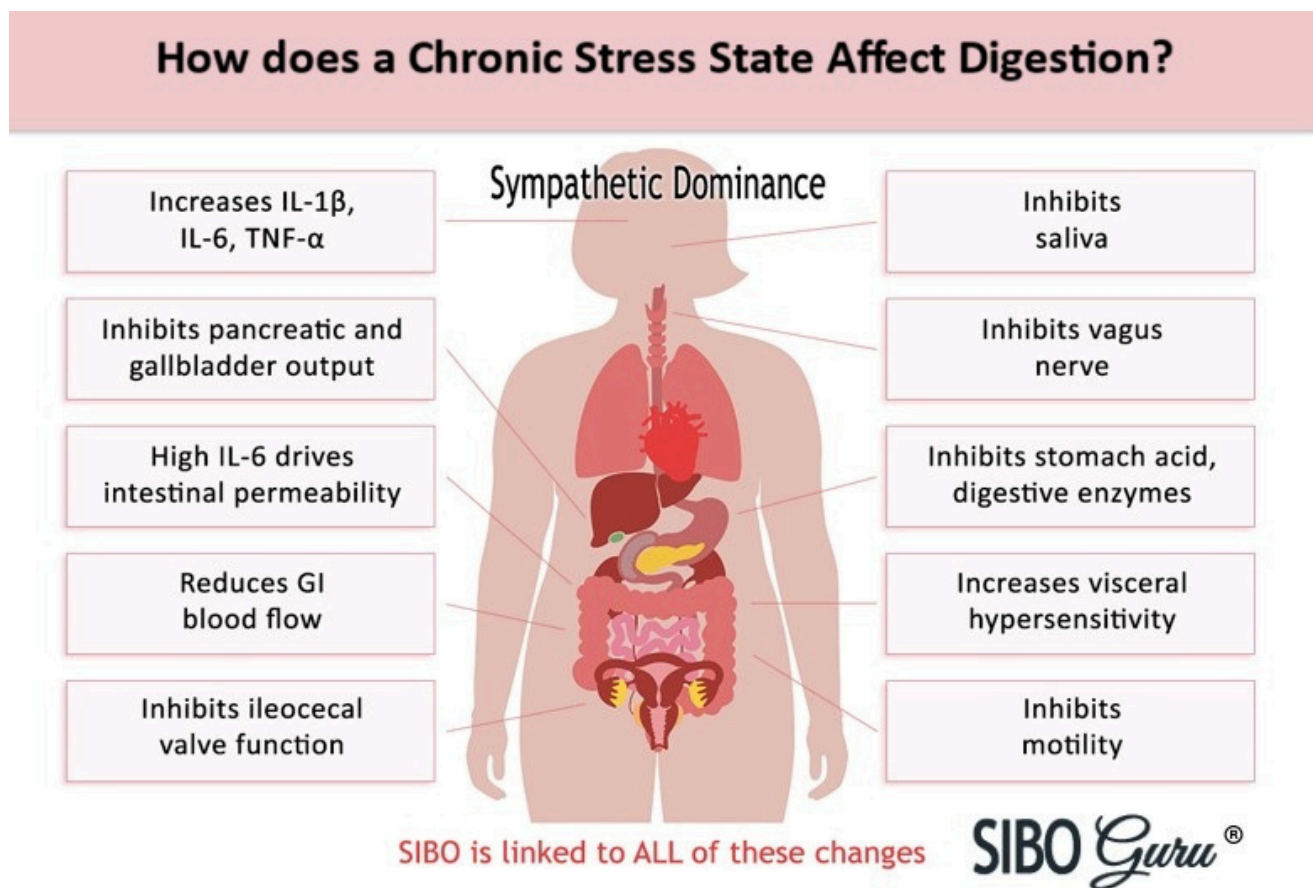 How does a Chronic Stress State Affect Digestion?
Sympathetic Dominance
Increases IL-1β,
IL-6, TNF-α
Inhibits pancreatic and
gallbladder output
High IL-6 drives
intestinal permeability
Reduces GI
blood flow
Inhibits ileocecal
valve function
Inhibits
saliva
Inhibits vagus
nerve
Inhibits stomach acid,
digestive enzymes
Increases visceral
hypersensitivity
Inhibits
motility
SIBO is linked to ALL of these changes
SIBO Guru®